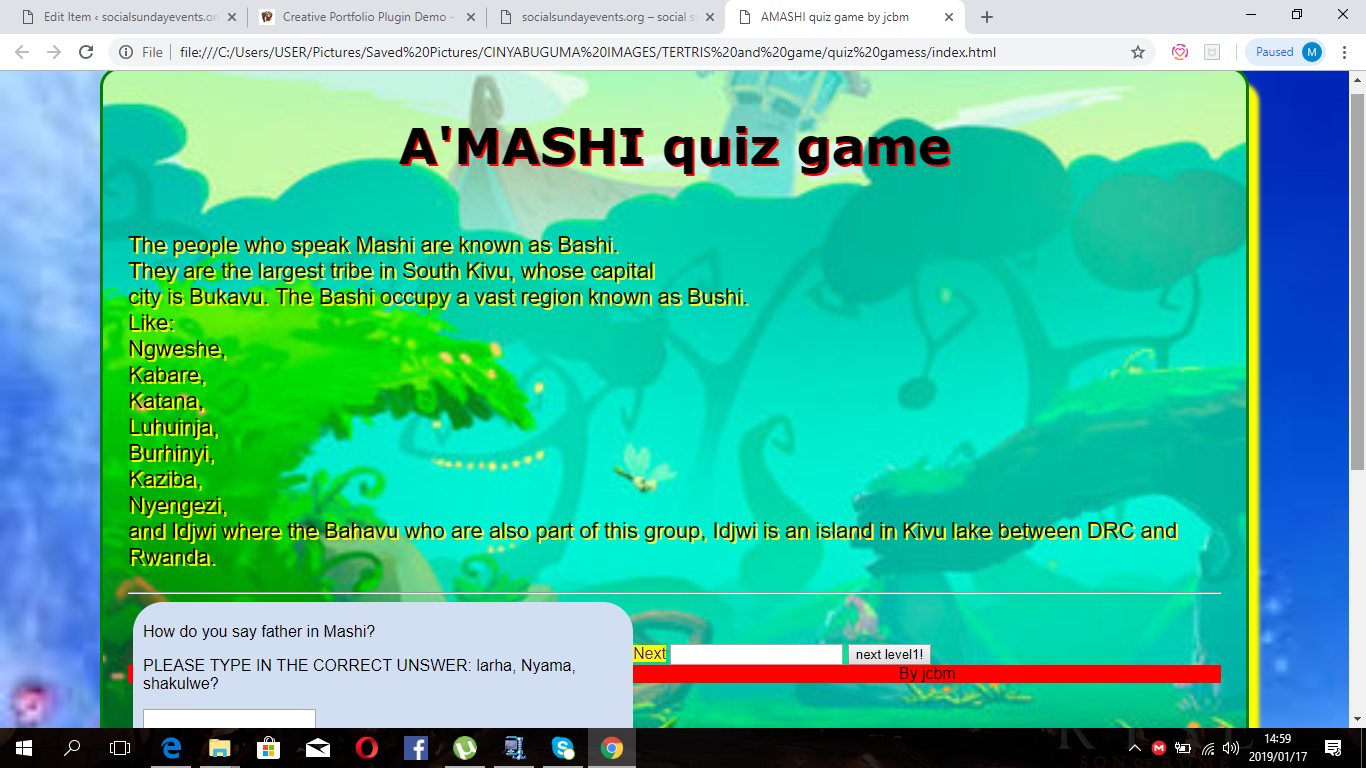 Edit Item ‹ socialsundayevents.or
Creative Portfolio Plugin Demo -
socialsundayevents.org – social s
AMASHI quiz game by jcbm
File
file:///C:/Users/USER/Pictures/Saved%20Pictures/CINYABUGUMA%20IMAGES/TERTRIS%20and%20game/quiz%20gamess/index.html
Paused
M
A'MASHI quiz game
The people who speak Mashi are known as Bashi.
They are the largest tribe in South Kivu, whose capital
city is Bukavu. The Bashi occupy a vast region known as Bushi.
Like:
Ngweshe,
Kabare,
Katana,
Luhuinja,
Burhinyi,
Kaziba,
Nyengezi,
and Idjwi where the Bahavu who are also part of this group, Idjwi is an island in Kivu lake between DRC and
Rwanda.
How do you say father in Mashi?
PLEASE TYPE IN THE CORRECT UNSWER: larha, Nyama,
shakulwe?
Next
next level1!
By jcbm
14:59
2019/01/17